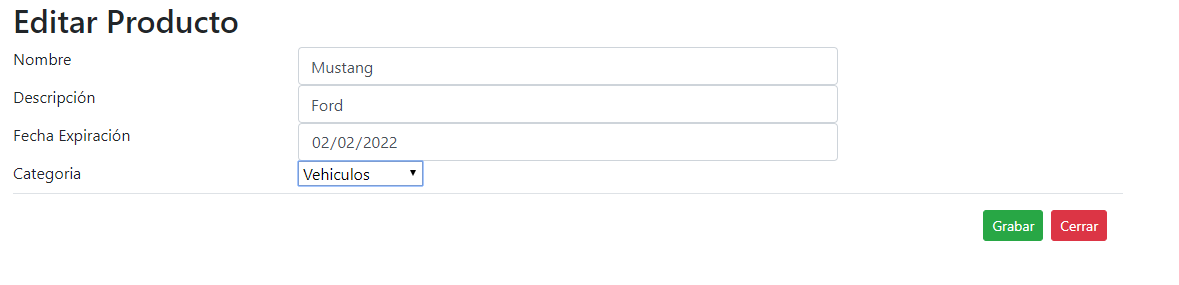 Editar Producto
Nombre
Mustang
Descripción
Ford
Fecha Expiración
02/02/2022
Categoria
Vehiculos
Grabar
Cerrar